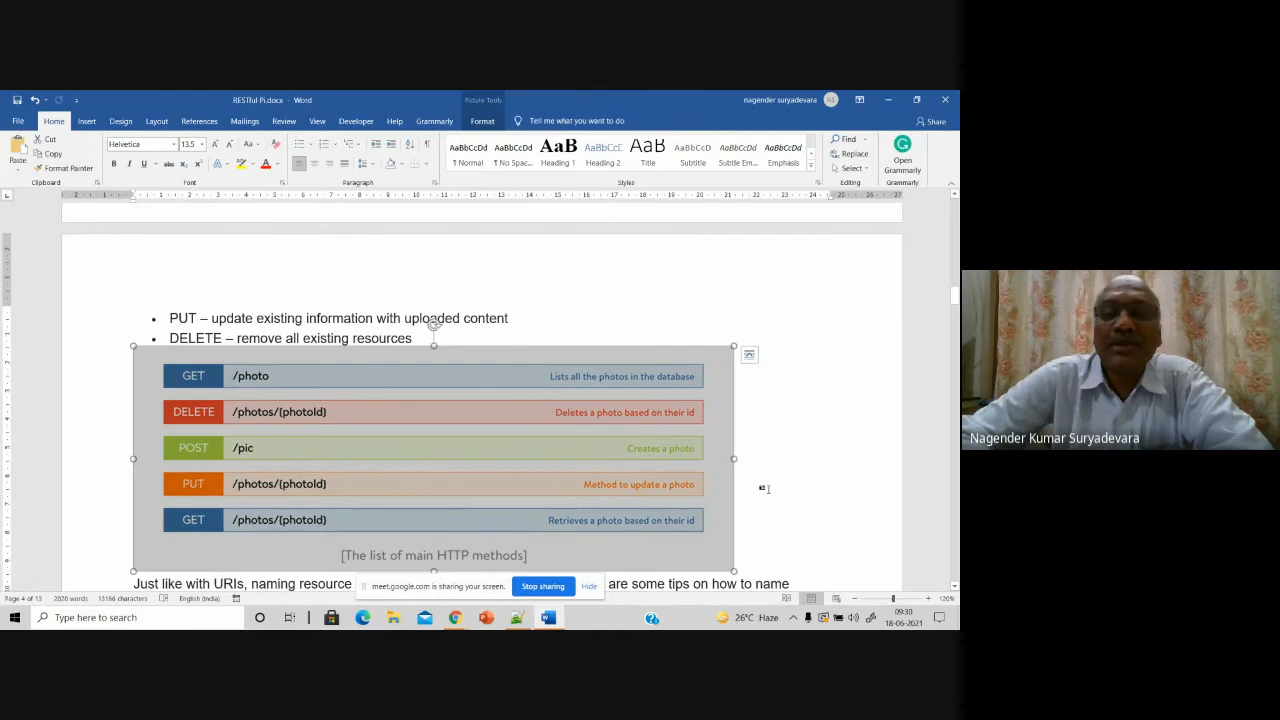 RESTful Pi.docx - Word
Picture Tools
nagender suryadevara
NS
File Home Insert Design Layout References Mailings Review View Developer Help Grammarly Format Tell me what you want to do Share
Paste
Cut
Copy
Format Painter
Clipboard
Helvetica 13.5
Font
Paragraph
AaBbCcDd AaBbCcDd AaBb AaBbCcD AaB AaBbCcDd AaBbCcDd AaBbCcDd
¶ Normal ¶ No Spac... Heading 1 Heading 2 Title Subtitle Subtle Em... Emphasis
Styles
Find
Replace
Select
Editing
Open
Grammarly
Grammarly
• PUT – update existing information with uploaded content
• DELETE – remove all existing resources
GET /photo Lists all the photos in the database
DELETE /photos/{photoId} Deletes a photo based on their id
POST /pic Creates a photo
PUT /photos/{photoId} Method to update a photo
GET /photos/{photoId} Retrieves a photo based on their id
[The list of main HTTP methods]
Just like with URIs, naming resource are some tips on how to name
meet.google.com is sharing your screen. Stop sharing Hide
Page 4 of 13 2020 words 13166 characters English (India) 120%
Type here to search
26°C Haze
09:30
18-06-2021
Nagender Kumar Suryadevara